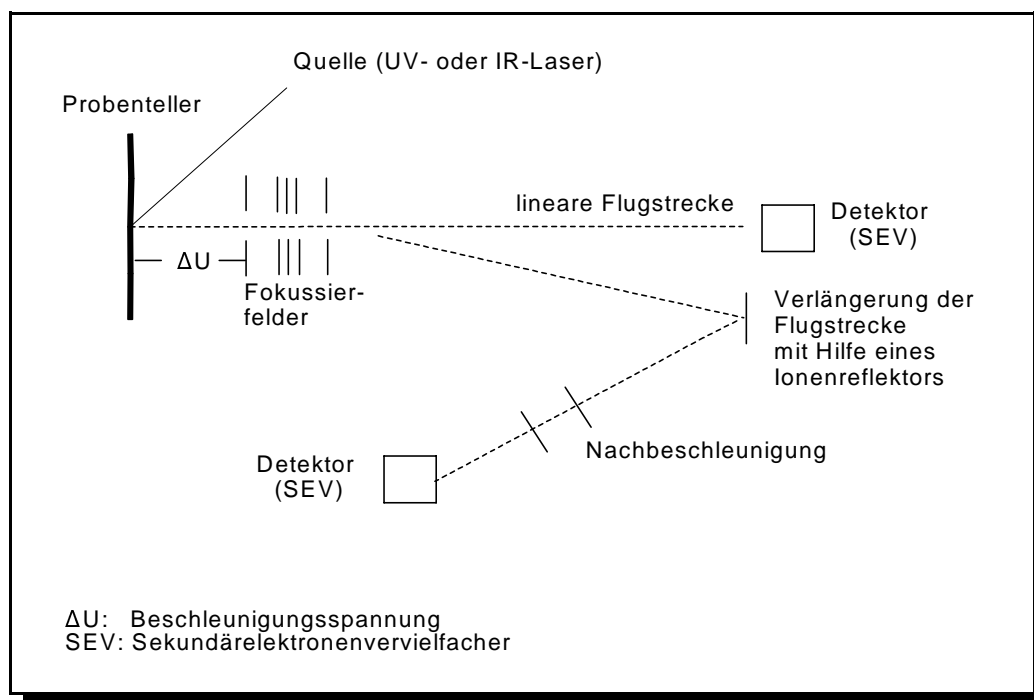 Quelle (UV- oder IR-Laser)
Probenteller
lineare Flugstrecke
Detektor
(SEV)
ΔU
Fokussier-
felder
Verlängerung der
Flugstrecke
mit Hilfe eines
Ionenreflektors
Nachbeschleunigung
Detektor
(SEV)
ΔU: Beschleunigungsspannung
SEV: Sekundärelektronenvervielfacher